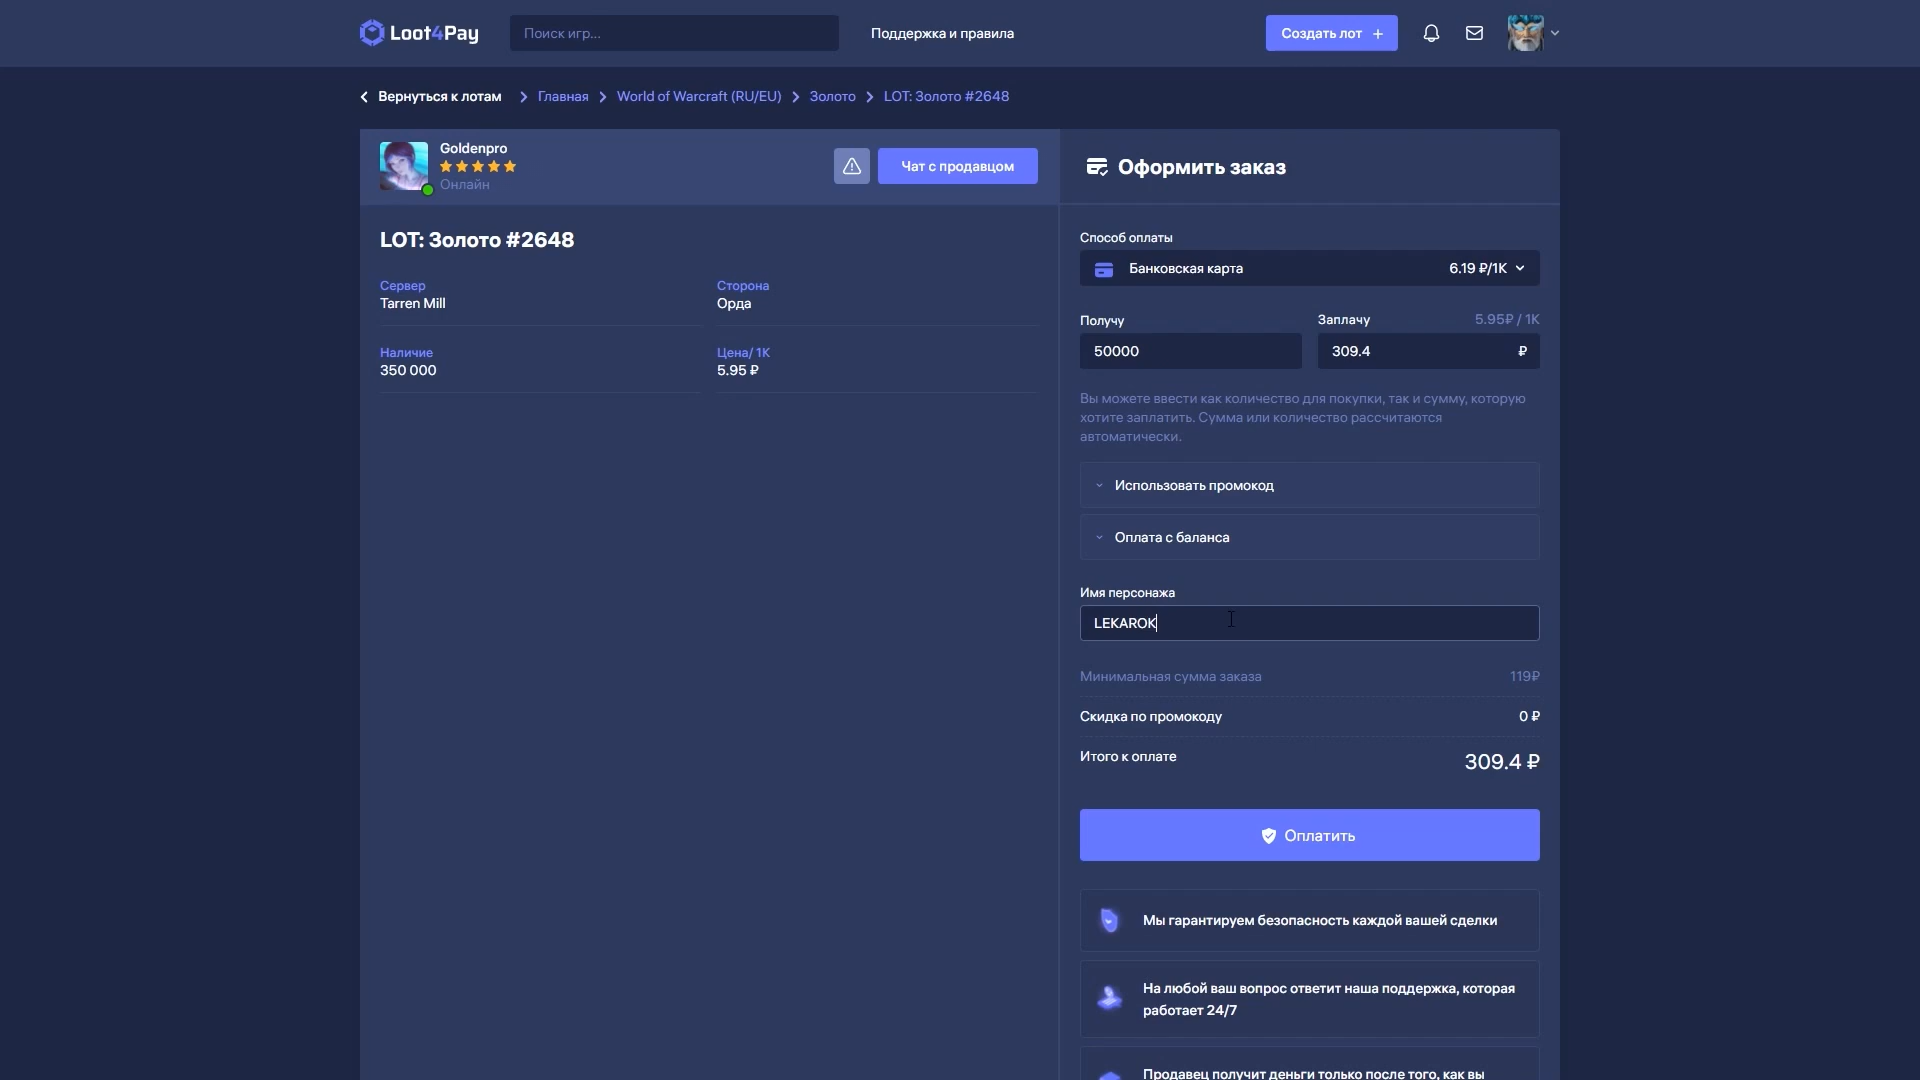 Loot4Pay
Поиск игр...
Поддержка и правила
Создать лот +
Вернуться к лотам
Главная
World of Warcraft (RU/EU)
Золото
LOT: Золото #2648
Goldenpro
Онлайн
Чат с продавцом
LOT: Золото #2648
Сервер
Tarren Mill
Сторона
Орда
Наличие
350 000
Цена/ 1K
5.95 ₽
Оформить заказ
Способ оплаты
Банковская карта
6.19 ₽/1K
Получу
50000
Заплачу
5.95₽ / 1K
309.4 ₽
Вы можете ввести как количество для покупки, так и сумму, которую
хотите заплатить. Сумма или количество рассчитаются
автоматически.
Использовать промокод
Оплата с баланса
Имя персонажа
LEKAROK
Минимальная сумма заказа 119₽
Скидка по промокоду 0 ₽
Итого к оплате 309.4 ₽
Оплатить
Мы гарантируем безопасность каждой вашей сделки
На любой ваш вопрос ответит наша поддержка, которая
работает 24/7
Продавец получит деньги только после того, как вы